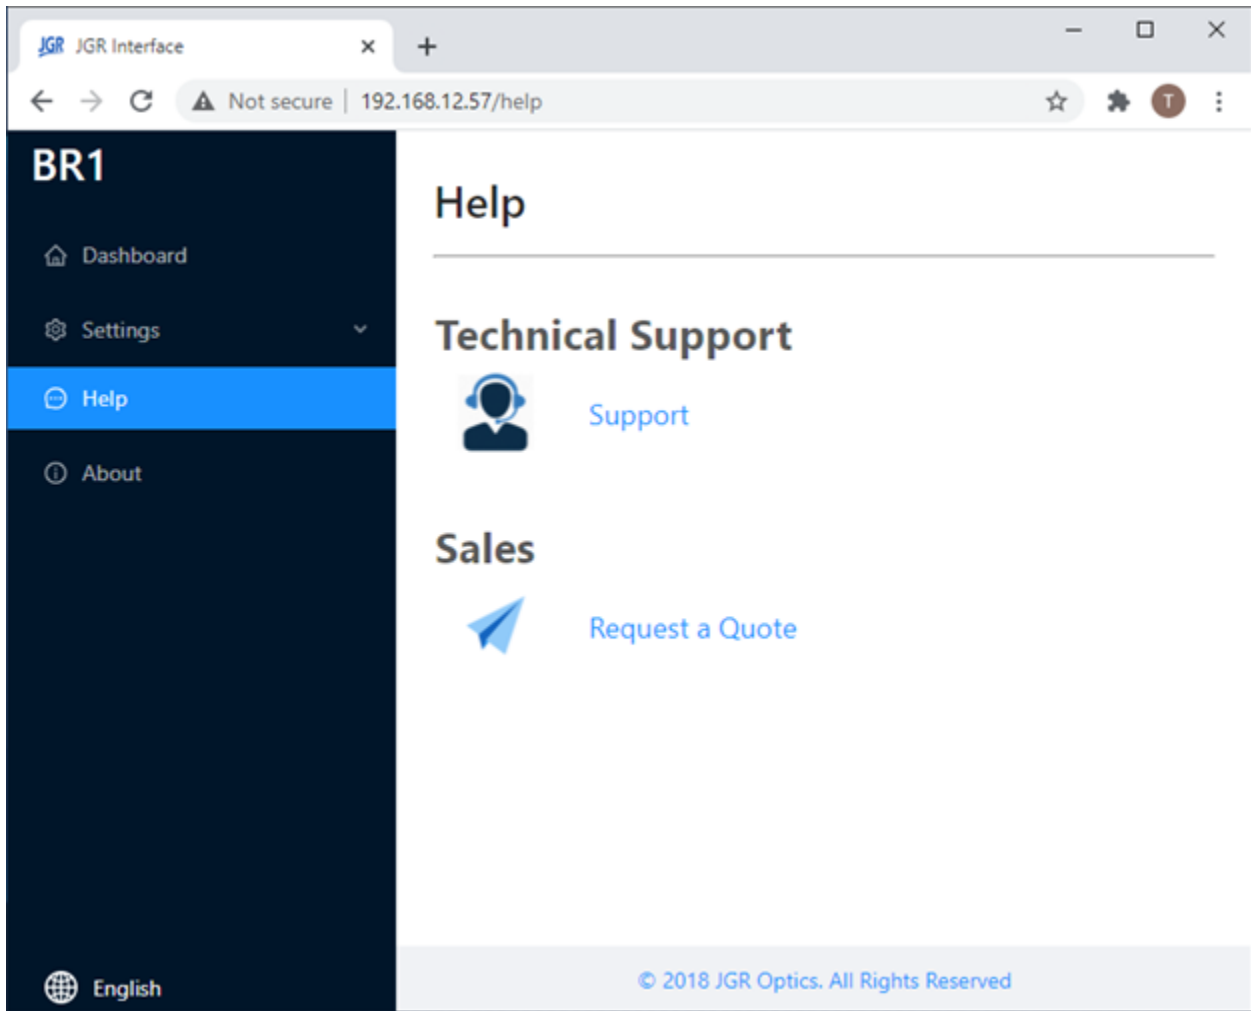 JGR JGR Interface
Not secure | 192.168.12.57/help
T
BR1
Dashboard
Settings
Help
About
English
Help
Technical Support
Support
Sales
Request a Quote
© 2018 JGR Optics. All Rights Reserved